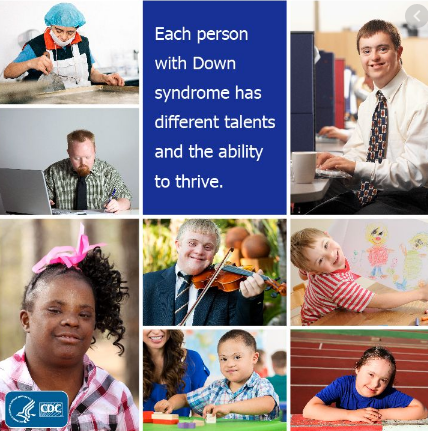 Each person
with Down
syndrome has
different talents
and the ability
to thrive.
CDC